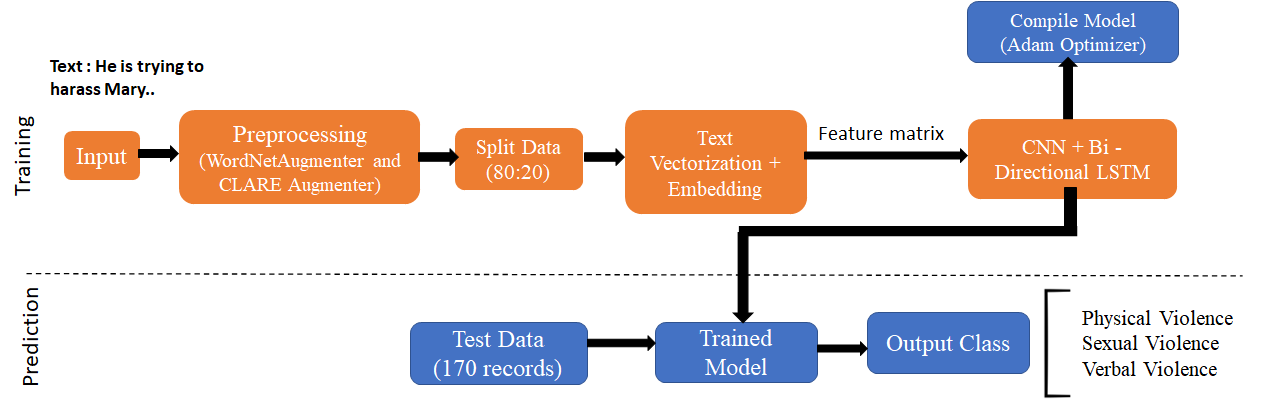 Compile Model
(Adam Optimizer)
Text : He is trying to
harass Mary..
Training
Input
Preprocessing
(WordNetAugmenter and
CLARE Augmenter)
Split Data
(80:20)
Text
Vectorization +
Embedding
Feature matrix
CNN + Bi -
Directional LSTM
Prediction
Test Data
(170 records)
Trained
Model
Output Class
Physical Violence
Sexual Violence
Verbal Violence